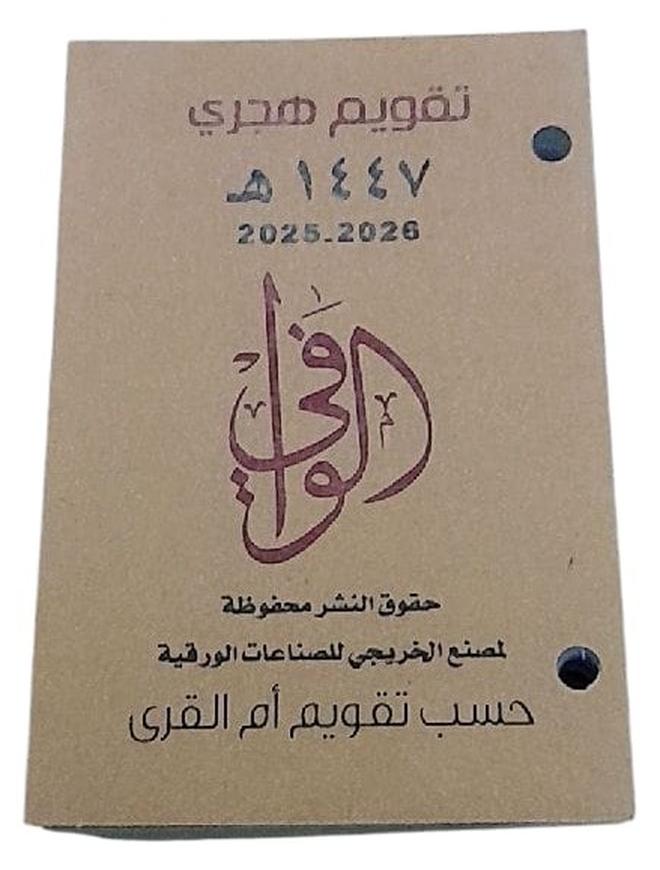 تقويم هجري
١٤٤٧ هـ
2025-2026
الوافي
حقوق النشر محفوظة
لمصنع الخريجي للصناعات الورقية
حسب تقويم أم القرى